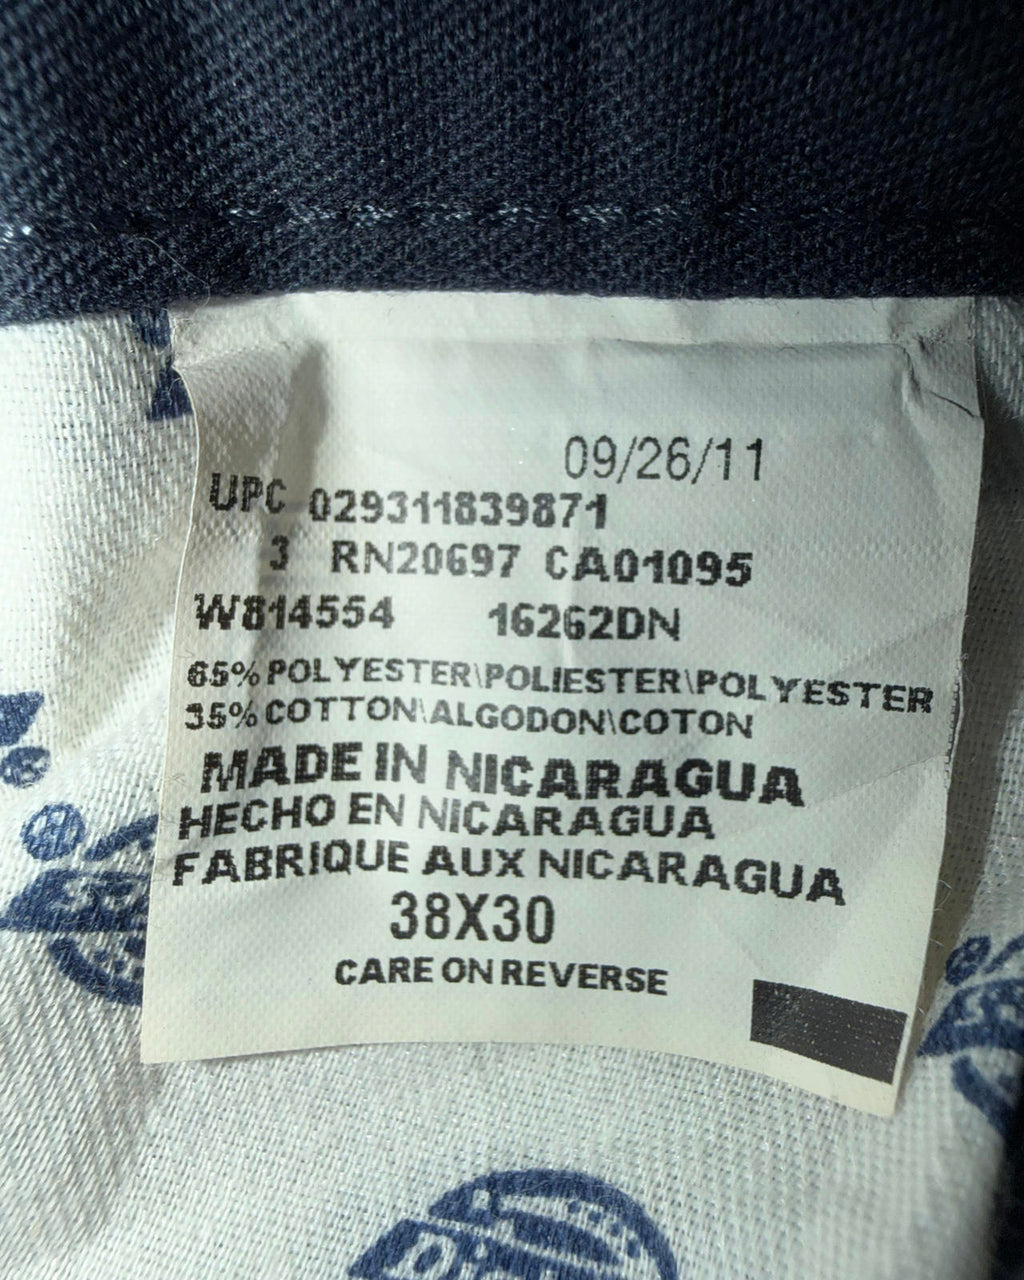 09/26/11
UPC 029311839871
3 RN20697 CA01095
W814554 16262DN
65% POLYESTER\POLIESTER\POLYESTER
35% COTTON\ALGODON\COTON
MADE IN NICARAGUA
HECHO EN NICARAGUA
FABRIQUE AUX NICARAGUA
38X30
CARE ON REVERSE